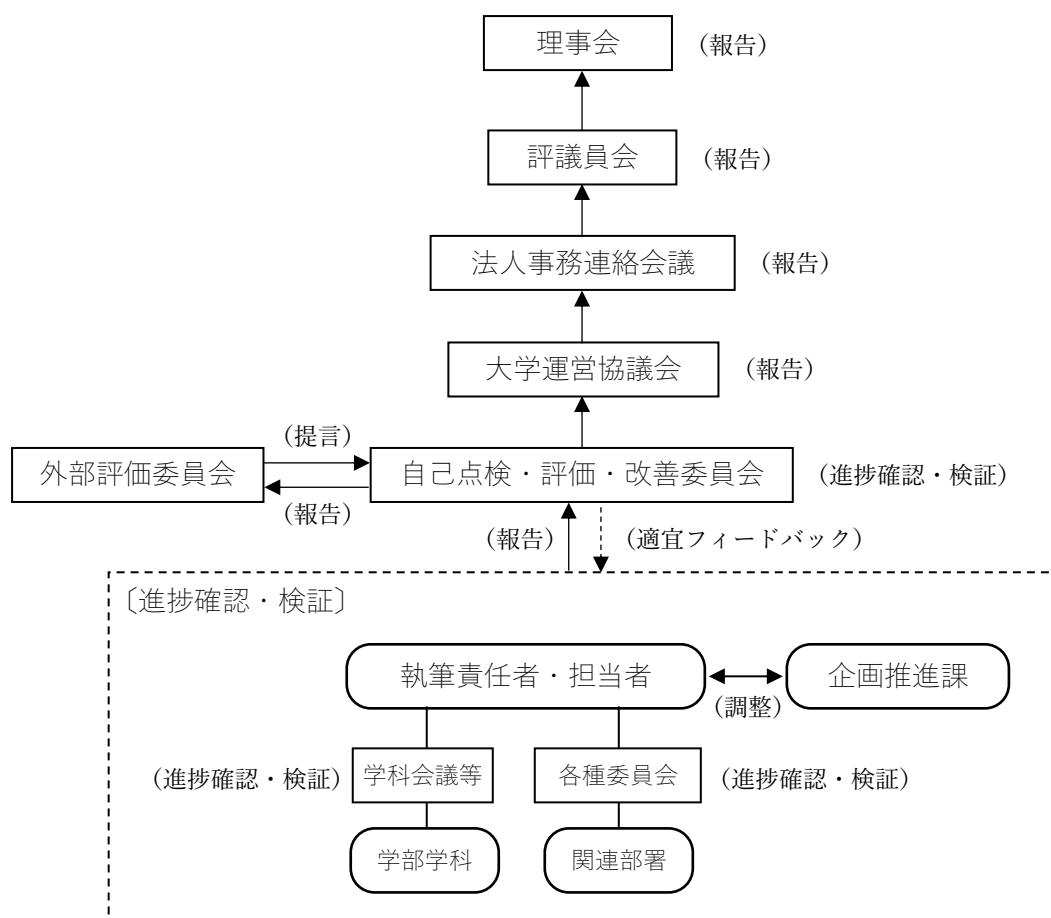 理事会
（報告）
評議員会
（報告）
法人事務連絡会議
（報告）
大学運営協議会
（報告）
（提言）
外部評価委員会
自己点検・評価・改善委員会
（進捗確認・検証）
（報告）
（報告）
（適宜フィードバック）
〔進捗確認・検証〕
執筆責任者・担当者
企画推進課
（調整）
（進捗確認・検証）
学科会議等
各種委員会
（進捗確認・検証）
学部学科
関連部署